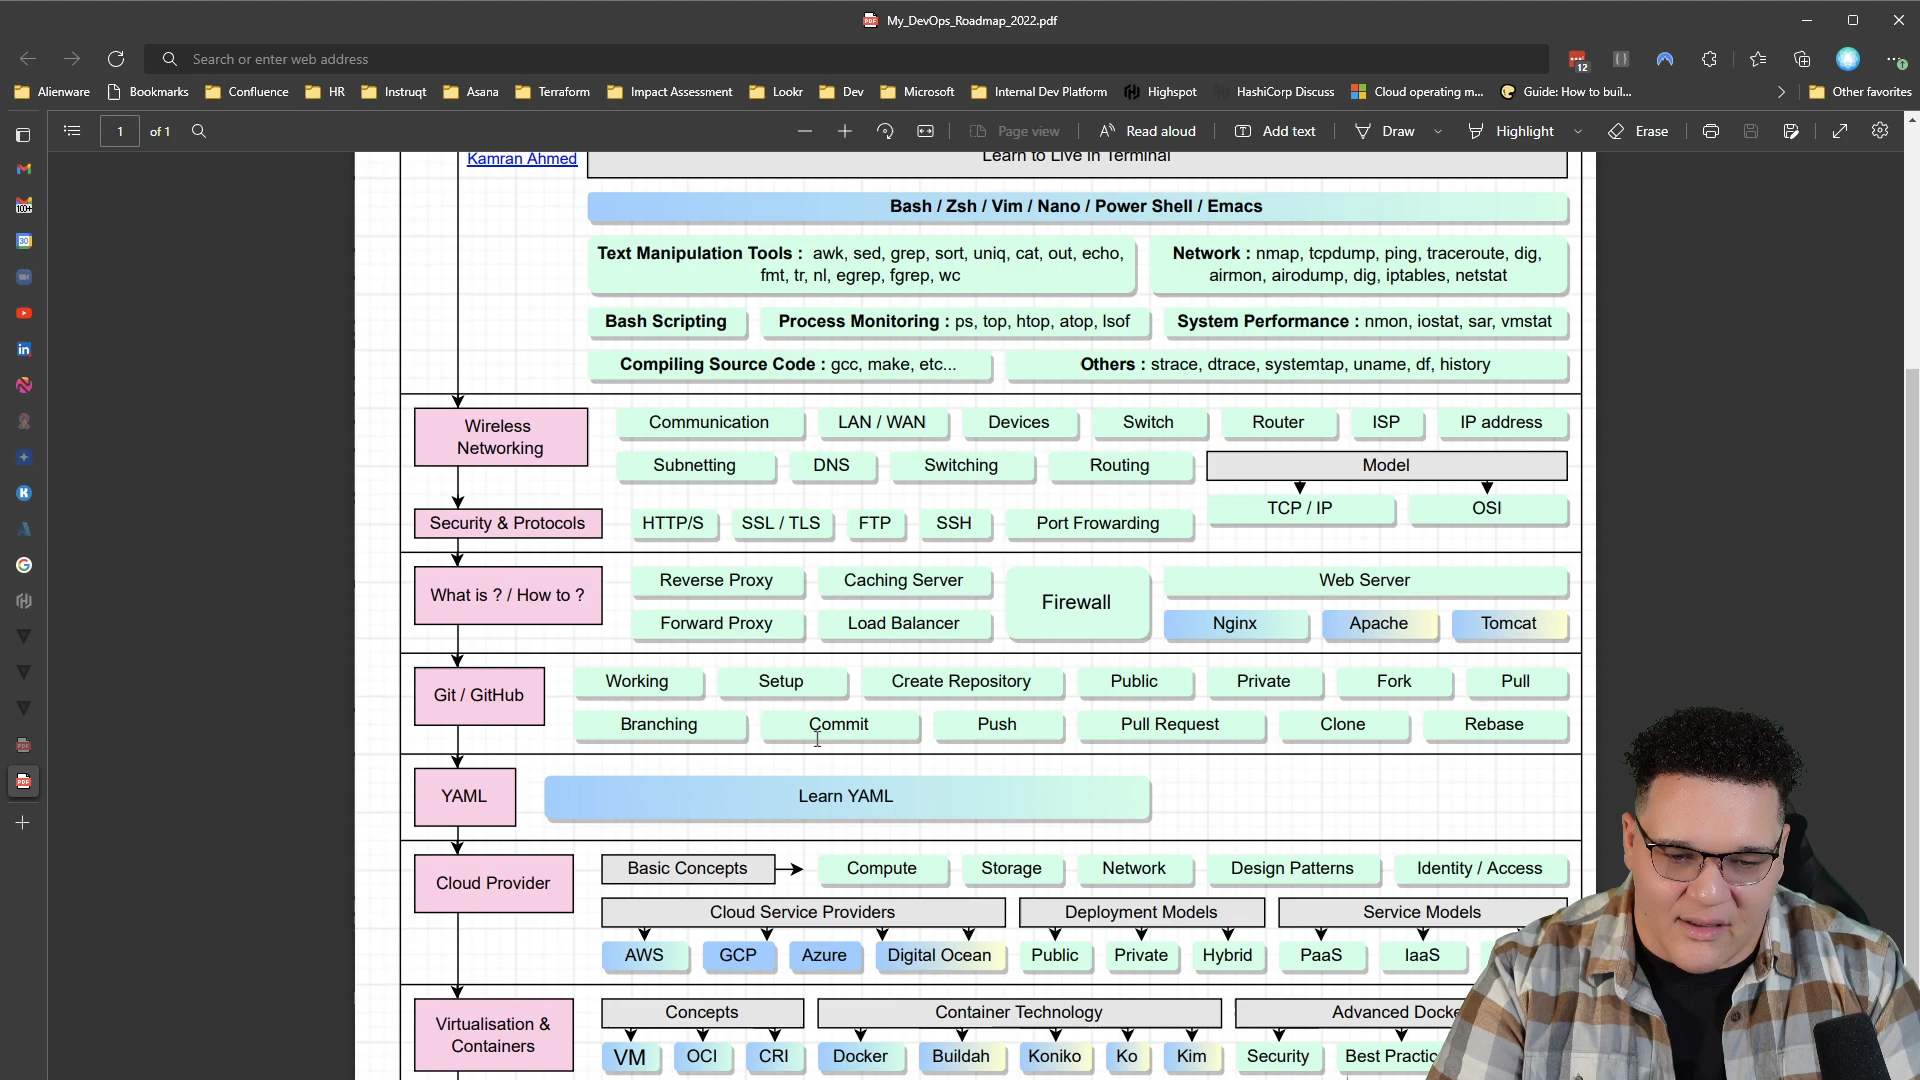 My_DevOps_Roadmap_2022.pdf
Search or enter web address
12
Alienware Bookmarks Confluence HR Instruqt Asana Terraform Impact Assessment Lookr Dev Microsoft Internal Dev Platform Highspot HashiCorp Discuss Cloud operating m... Guide: How to buil... Other favorites
1 of 1 Page view Read aloud Add text Draw Highlight Erase
Kamran Ahmed
Learn to Live in Terminal
Bash / Zsh / Vim / Nano / Power Shell / Emacs
Text Manipulation Tools : awk, sed, grep, sort, uniq, cat, out, echo,
fmt, tr, nl, egrep, fgrep, wc
Network : nmap, tcpdump, ping, traceroute, dig,
airmon, airodump, dig, iptables, netstat
Bash Scripting
Process Monitoring : ps, top, htop, atop, lsof
System Performance : nmon, iostat, sar, vmstat
Compiling Source Code : gcc, make, etc...
Others : strace, dtrace, systemtap, uname, df, history
Wireless
Networking
Communication LAN / WAN Devices Switch Router ISP IP address
Subnetting DNS Switching Routing Model
TCP / IP OSI
Security & Protocols
HTTP/S SSL / TLS FTP SSH Port Frowarding
What is ? / How to ?
Reverse Proxy Caching Server Firewall Web Server
Forward Proxy Load Balancer Nginx Apache Tomcat
Git / GitHub
Working Setup Create Repository Public Private Fork Pull
Branching Commit Push Pull Request Clone Rebase
YAML
Learn YAML
Cloud Provider
Basic Concepts Compute Storage Network Design Patterns Identity / Access
Cloud Service Providers Deployment Models Service Models
AWS GCP Azure Digital Ocean Public Private Hybrid PaaS IaaS
Virtualisation &
Containers
Concepts Container Technology Advanced
VM OCI CRI Docker Buildah Koniko Ko Kim Security Best